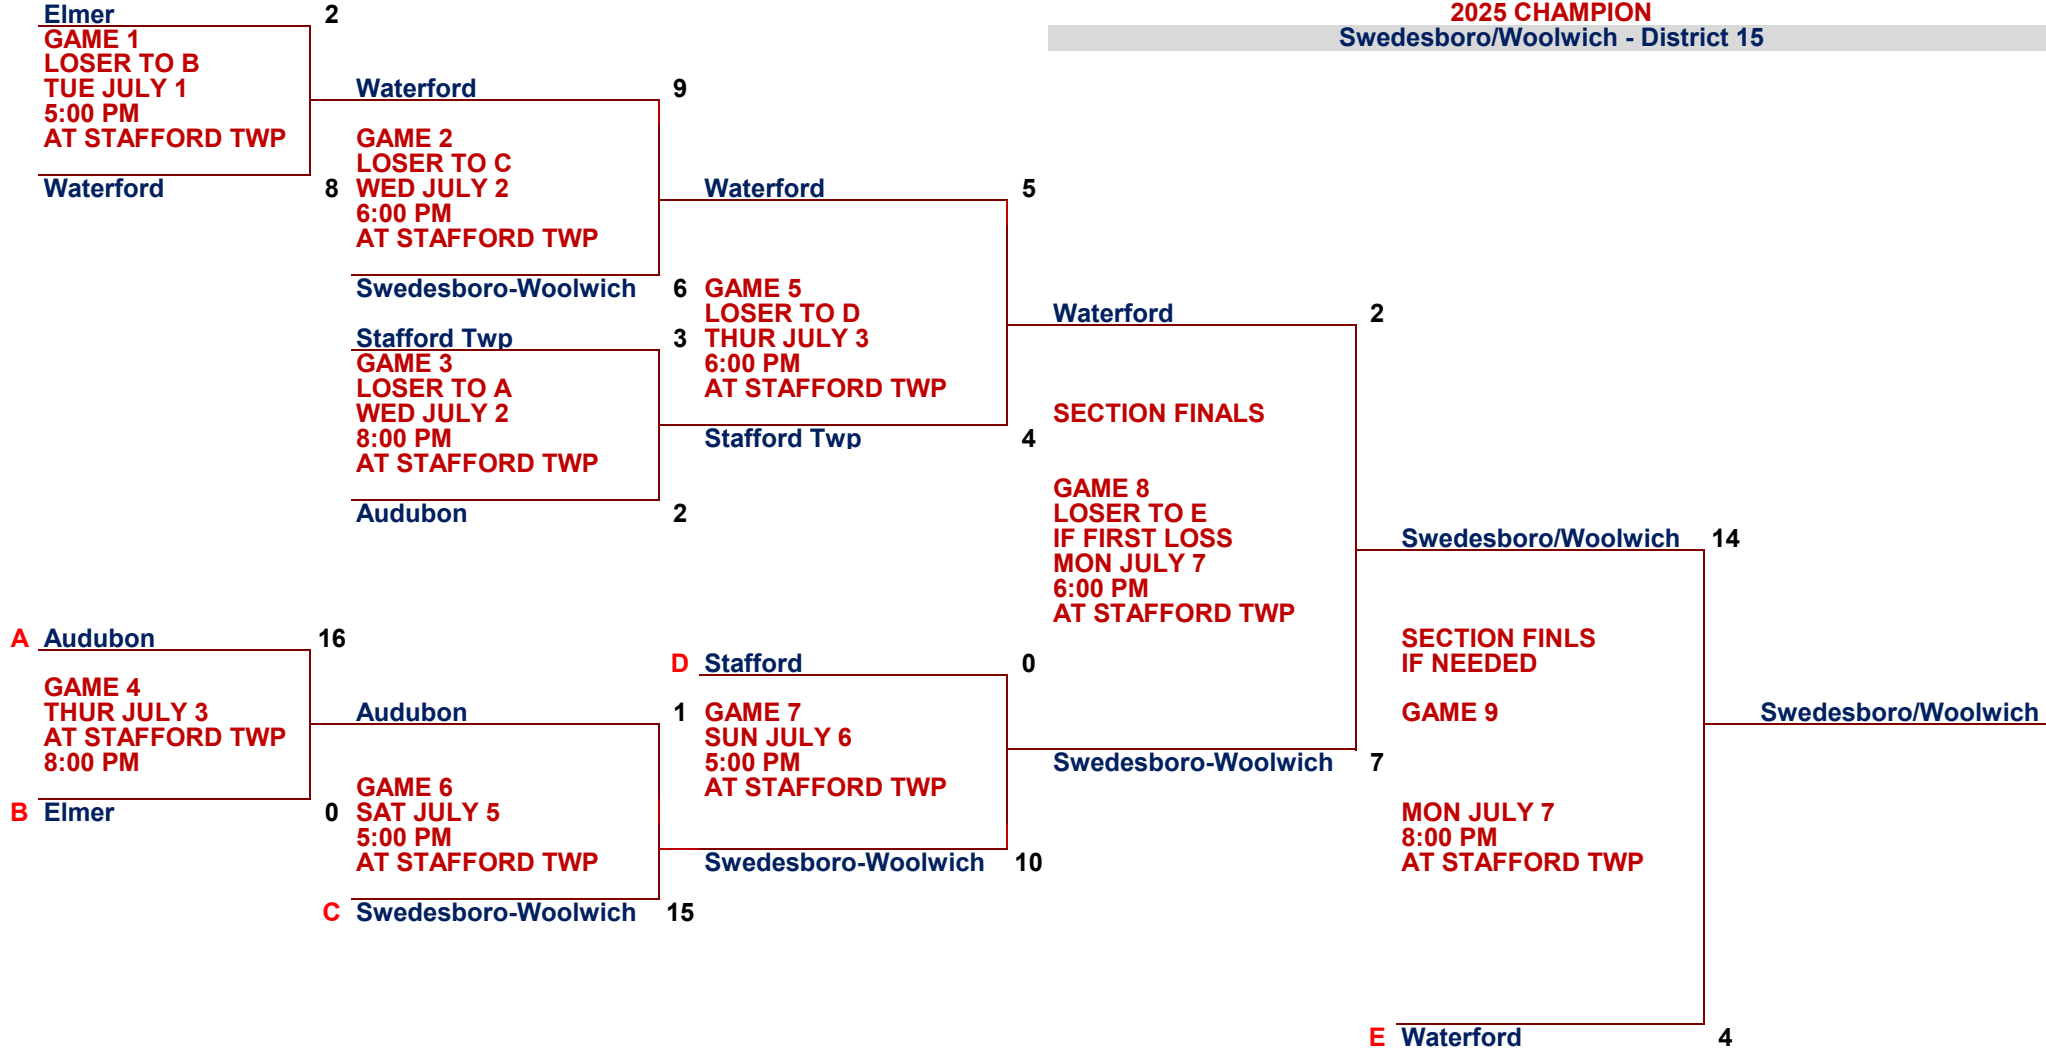 2025 CHAMPION
Swedesboro/Woolwich - District 15
Elmer 2
GAME 1
LOSER TO B
TUE JULY 1
5:00 PM
AT STAFFORD TWP
Waterford 8
Waterford 9
GAME 2
LOSER TO C
WED JULY 2
6:00 PM
AT STAFFORD TWP
Swedesboro-Woolwich 6
Stafford Twp 3
GAME 3
LOSER TO A
WED JULY 2
8:00 PM
AT STAFFORD TWP
Audubon 2
Waterford 5
GAME 5
LOSER TO D
THUR JULY 3
6:00 PM
AT STAFFORD TWP
Stafford Twp 4
Waterford 2
SECTION FINALS
GAME 8
LOSER TO E
IF FIRST LOSS
MON JULY 7
6:00 PM
AT STAFFORD TWP
Swedesboro-Woolwich 7
A Audubon 16
GAME 4
THUR JULY 3
AT STAFFORD TWP
8:00 PM
B Elmer 0
Audubon 1
GAME 6
SAT JULY 5
5:00 PM
AT STAFFORD TWP
C Swedesboro-Woolwich 15
D Stafford 0
GAME 7
SUN JULY 6
5:00 PM
AT STAFFORD TWP
Swedesboro-Woolwich 10
Swedesboro/Woolwich 14
SECTION FINLS
IF NEEDED
GAME 9
MON JULY 7
8:00 PM
AT STAFFORD TWP
E Waterford 4
Swedesboro/Woolwich